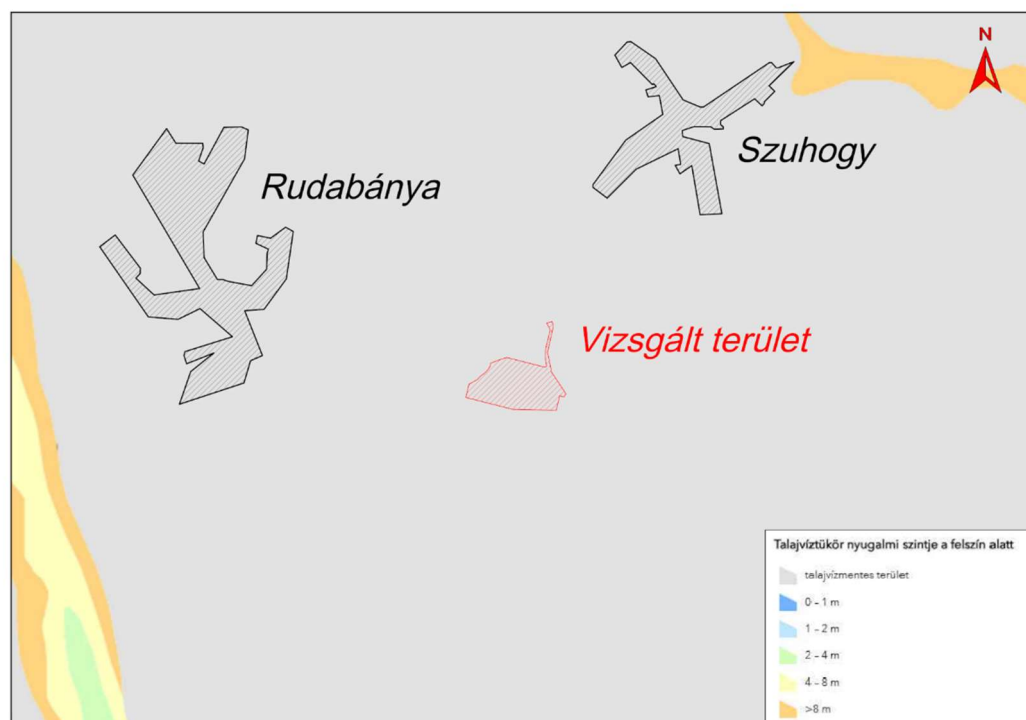 N
Szuhogy
Rudabánya
Vizsgált terület
Talajvíztükör nyugalmi szintje a felszín alatt
talajvízmentes terület
0 - 1 m
1 - 2 m
2 - 4 m
4 - 8 m
>8 m